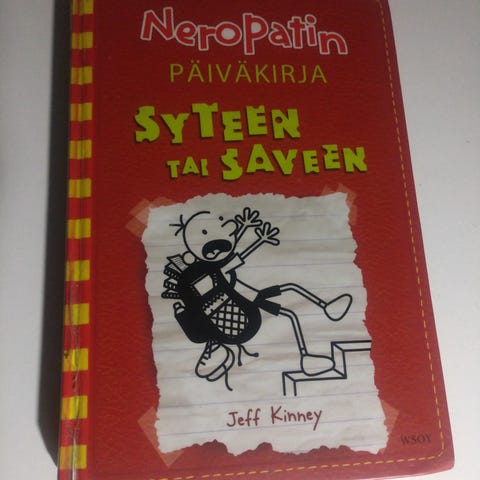 NeRoPatin
PÄIVÄKIRJA
SYTEEN
TAI SAVEEN
Jeff Kinney
WSOY